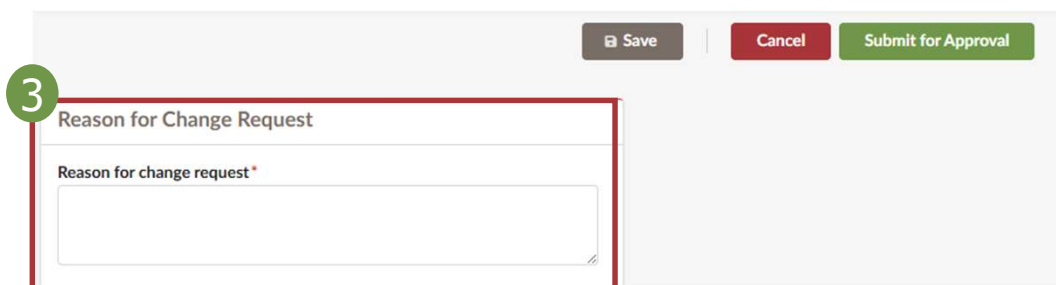 Save
Cancel
Submit for Approval
3
Reason for Change Request
Reason for change request*